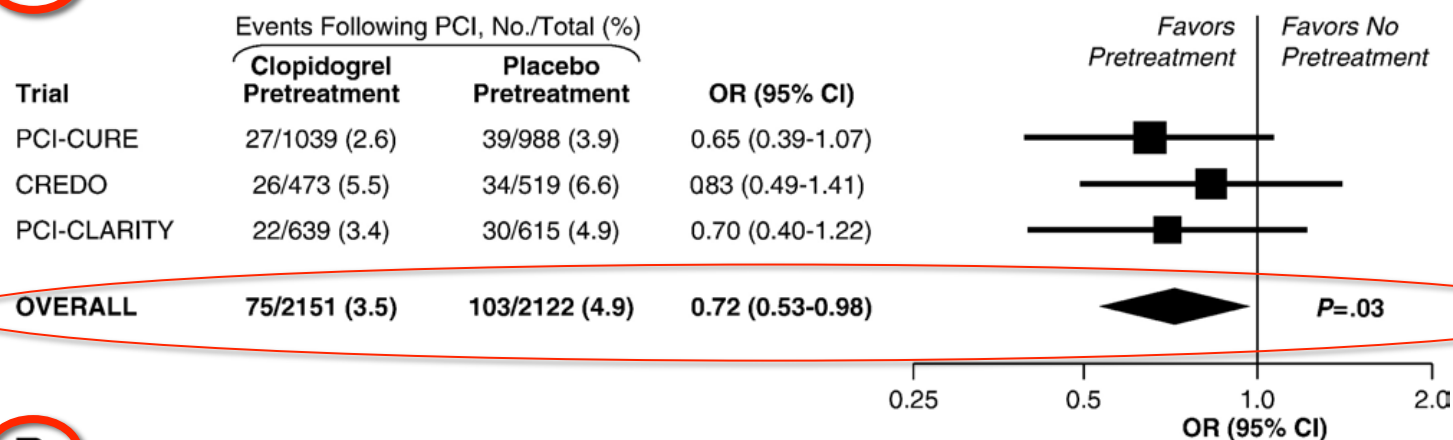 Events Following PCI, No./Total (%)
Favors Pretreatment
Favors No Pretreatment
Trial
Clopidogrel Pretreatment
Placebo Pretreatment
OR (95% CI)
PCI-CURE 27/1039 (2.6) 39/988 (3.9) 0.65 (0.39-1.07)
CREDO 26/473 (5.5) 34/519 (6.6) 083 (0.49-1.41)
PCI-CLARITY 22/639 (3.4) 30/615 (4.9) 0.70 (0.40-1.22)
OVERALL 75/2151 (3.5) 103/2122 (4.9) 0.72 (0.53-0.98) P=.03
0.25 0.5 1.0 2.0
OR (95% CI)